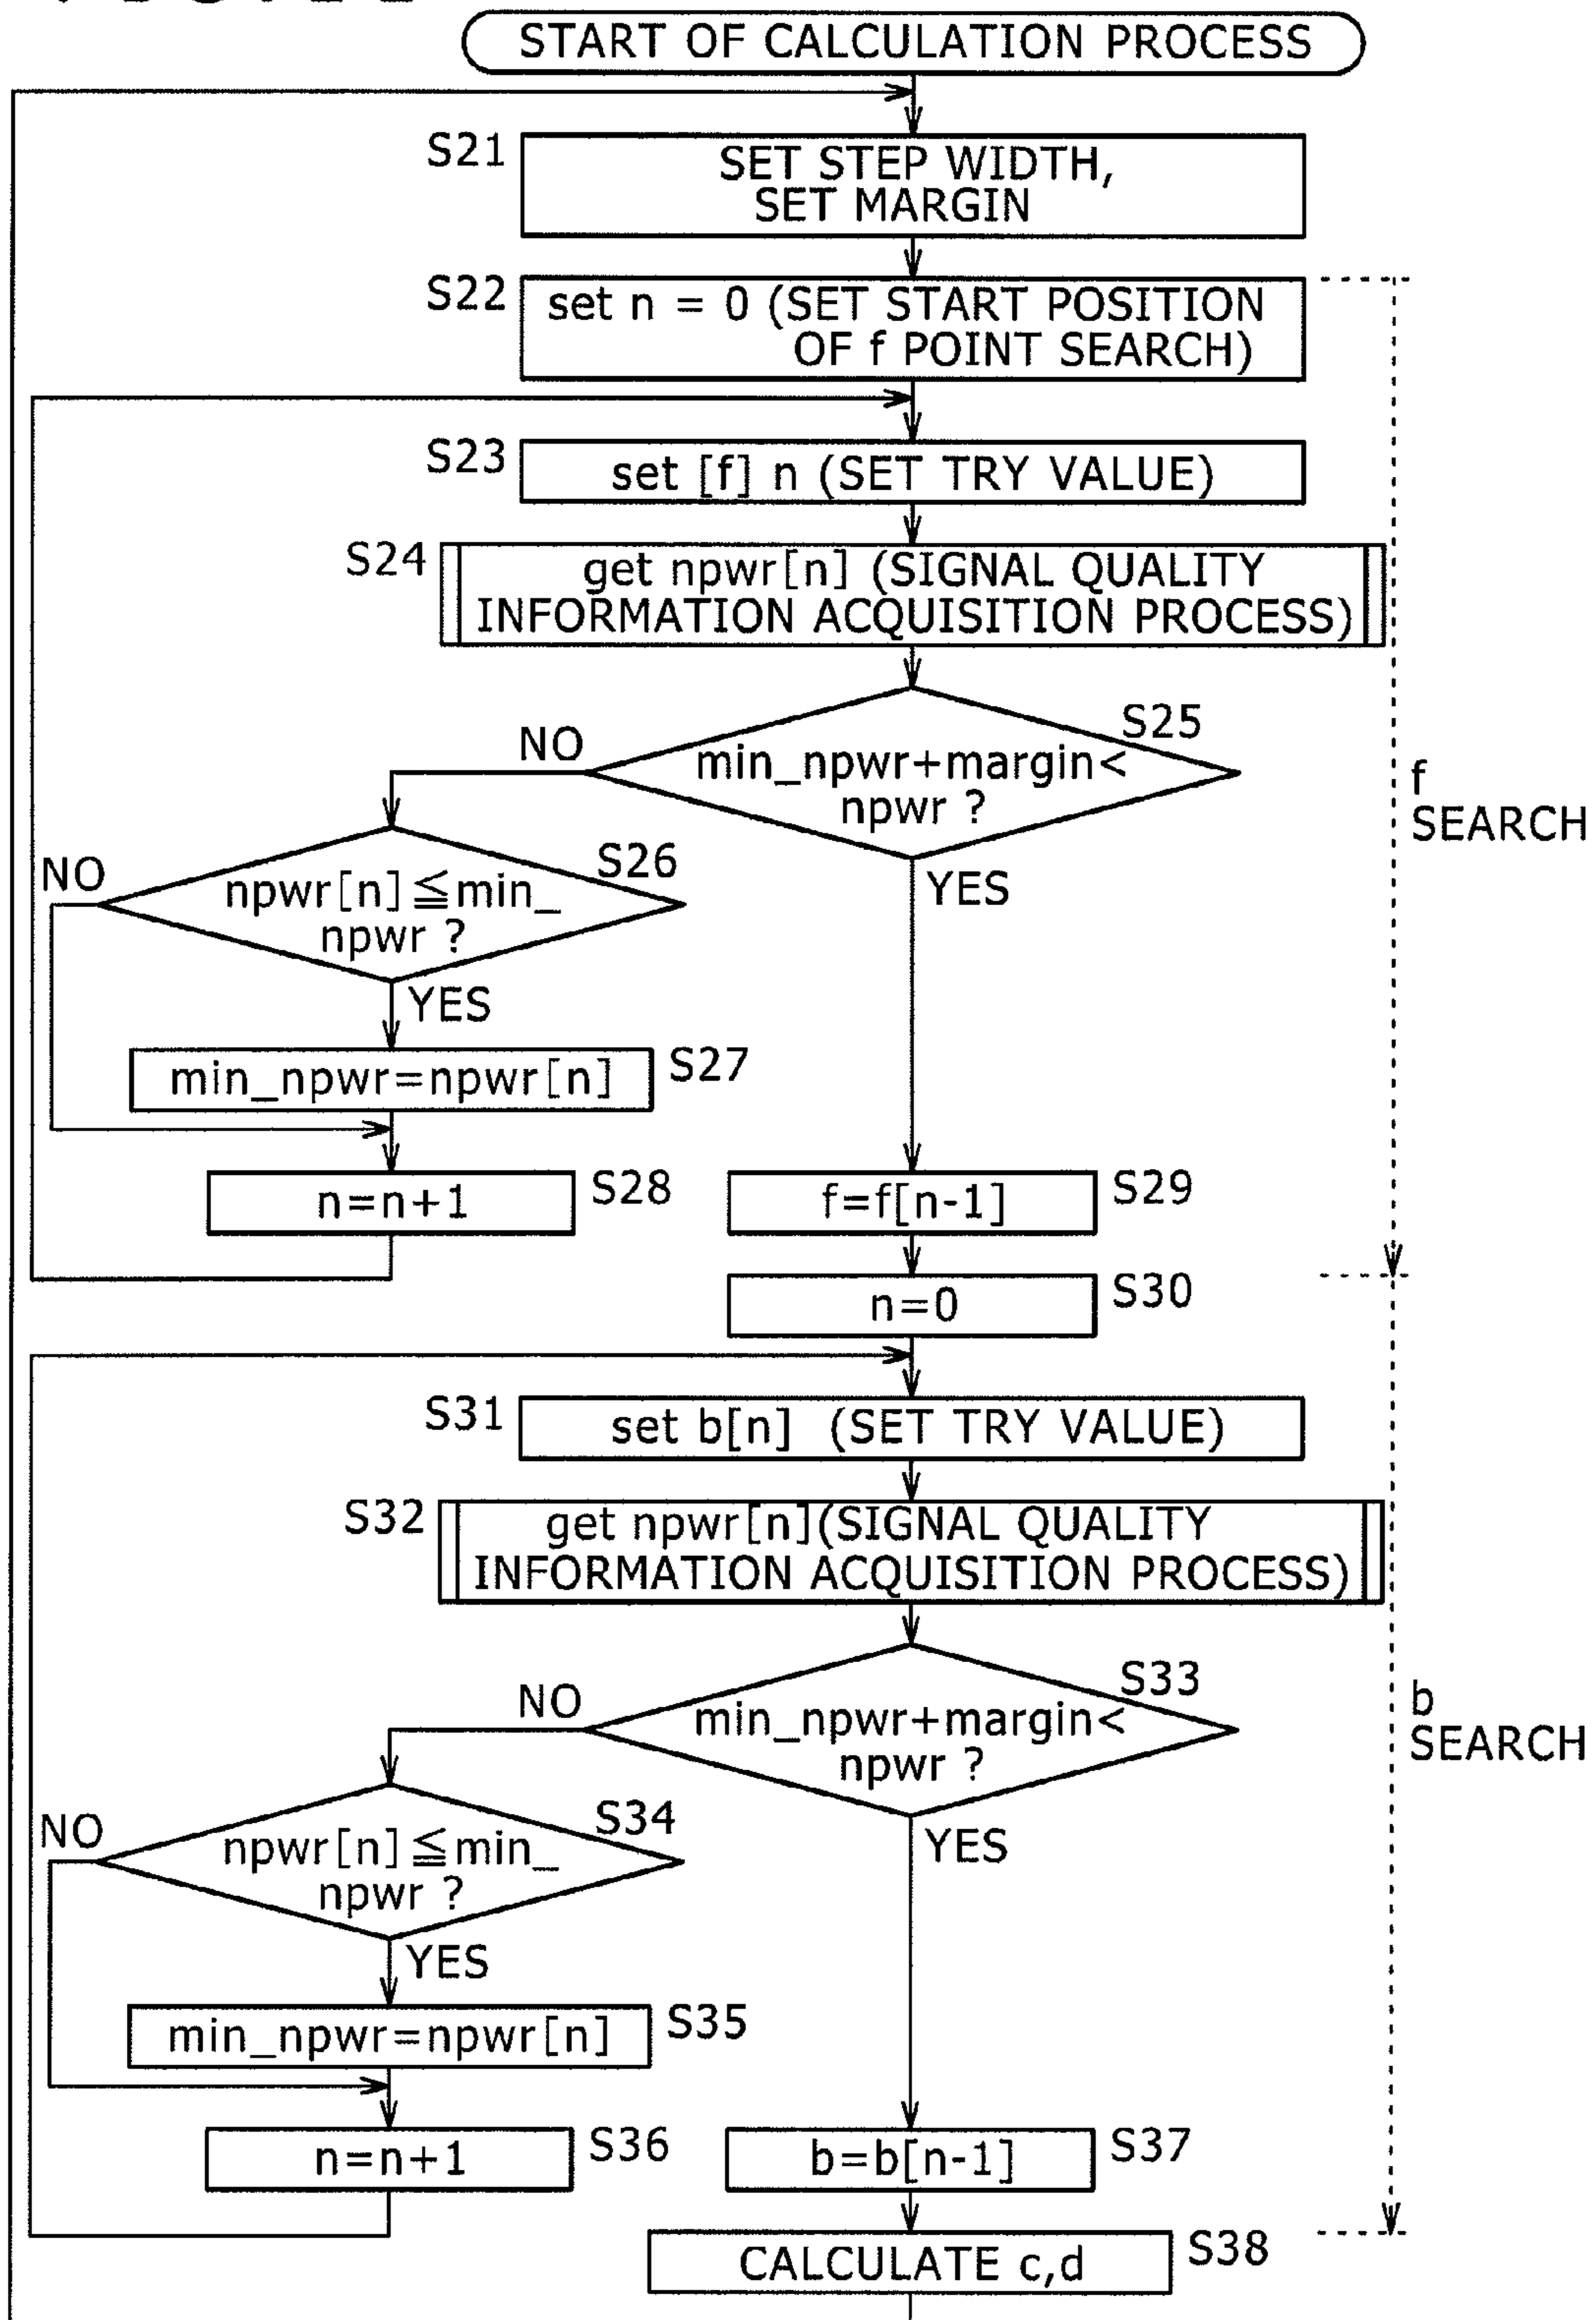 START OF CALCULATION PROCESS
S21
SET STEP WIDTH,
SET MARGIN
S22
set n = 0 (SET START POSITION
OF f POINT SEARCH)
S23
set [f] n (SET TRY VALUE)
S24
get npwr[n] (SIGNAL QUALITY
INFORMATION ACQUISITION PROCESS)
S25
NO
min_npwr+margin<
npwr ?
f
SEARCH
S26
NO
npwr[n]≦min_
npwr ?
YES
YES
min_npwr=npwr[n]
S27
n=n+1
S28
f=f[n-1]
S29
n=0
S30
S31
set b[n] (SET TRY VALUE)
S32
get npwr[n](SIGNAL QUALITY
INFORMATION ACQUISITION PROCESS)
S33
NO
min_npwr+margin<
npwr ?
b
SEARCH
S34
NO
npwr[n]≦min_
npwr ?
YES
YES
min_npwr=npwr[n]
S35
n=n+1
S36
b=b[n-1]
S37
CALCULATE c,d
S38